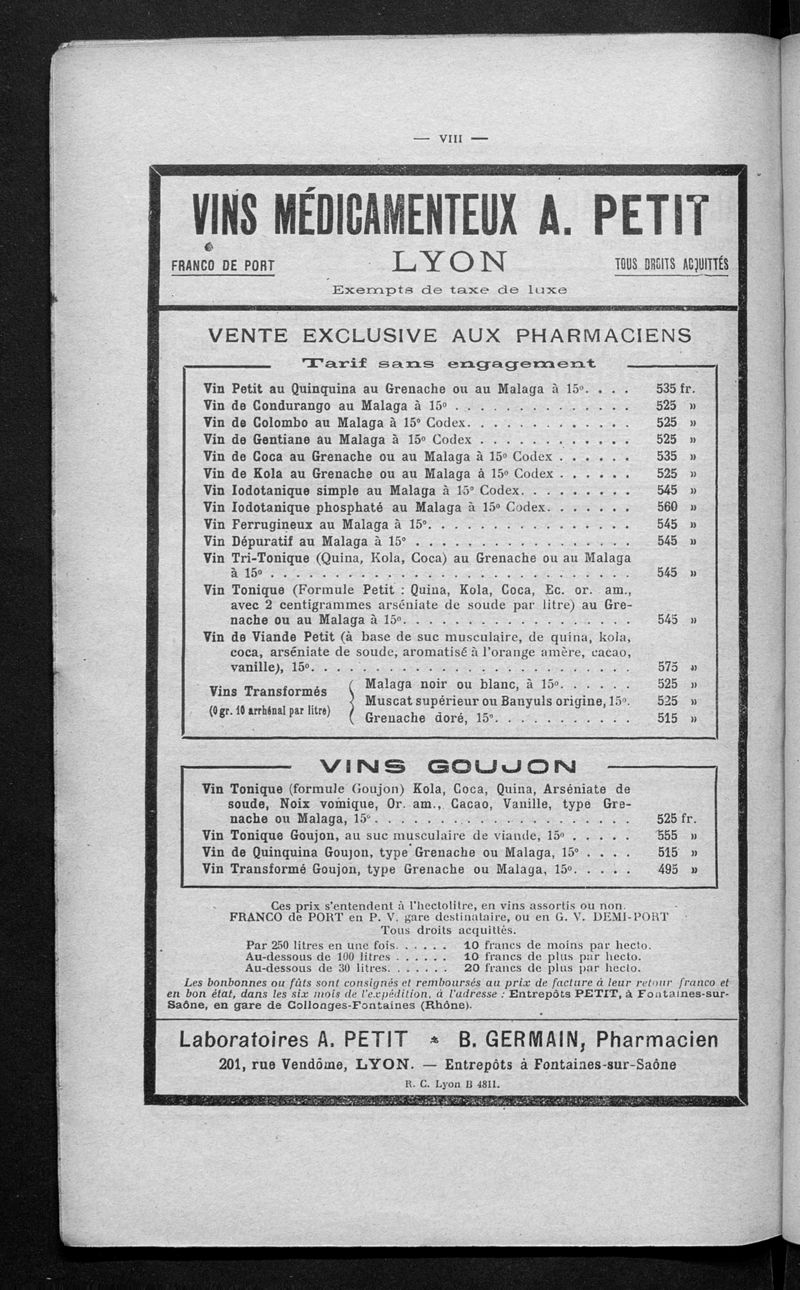 — VIII —
VINS MÉDICAMENTEUX A. PETIT
FRANCO DE PORT LYON TOUS DROITS ACQUITTÉS
Exempts de taxe de luxe
VENTE EXCLUSIVE AUX PHARMACIENS
Tarif sans engagement
Vin Petit au Quinquina au Grenache ou au Malaga à 15°. . . . 535 fr.
Vin de Condurango au Malaga à 15° . . . . . . . . . . . . . . 525 »
Vin de Colombo au Malaga à 15° Codex. . . . . . . . . . . . . 525 »
Vin de Gentiane au Malaga à 15° Codex . . . . . . . . . . . . 525 »
Vin de Coca au Grenache ou au Malaga à 15° Codex . . . . . . 535 »
Vin de Kola au Grenache ou au Malaga à 15° Codex . . . . . . 525 »
Vin Iodotanique simple au Malaga à 15° Codex. . . . . . . . . 545 »
Vin Iodotanique phosphaté au Malaga à 15° Codex. . . . . . . 560 »
Vin Ferrugineux au Malaga à 15°. . . . . . . . . . . . . . . . 545 »
Vin Dépuratif au Malaga à 15° . . . . . . . . . . . . . . . . . 545 »
Vin Tri-Tonique (Quina, Kola, Coca) au Grenache ou au Malaga
à 15° . . . . . . . . . . . . . . . . . . . . . . . . . . . . 545 »
Vin Tonique (Formule Petit : Quina, Kola, Coca, Ec. or. am.,
avec 2 centigrammes arséniate de soude par litre) au Gre-
nache ou au Malaga à 15°. . . . . . . . . . . . . . . . . . 545 »
Vin de Viande Petit (à base de suc musculaire, de quina, kola,
coca, arséniate de soude, aromatisé à l'orange amère, cacao,
vanille), 15°. . . . . . . . . . . . . . . . . . . . . . . . . 575 »
Vins Transformés
(0 gr. 10 arrhénal par litre)
Malaga noir ou blanc, à 15°. . . . . . 525 »
Muscat supérieur ou Banyuls origine, 15°. 525 »
Grenache doré, 15°. . . . . . . . . . . 515 »
VINS GOUJON
Vin Tonique (formule Goujon) Kola, Coca, Quina, Arséniate de
soude, Noix vomique, Or. am., Cacao, Vanille, type Gre-
nache ou Malaga, 15° . . . . . . . . . . . . . . . . . . . . 525 fr.
Vin Tonique Goujon, au suc musculaire de viande, 15° . . . . . 555 »
Vin de Quinquina Goujon, type Grenache ou Malaga, 15° . . . . 515 »
Vin Transformé Goujon, type Grenache ou Malaga, 15°. . . . . 495 »
Ces prix s'entendent à l'hectolitre, en vins assortis ou non.
FRANCO de PORT en P. V. gare destinataire, ou en G. V. DEMI-PORT
Tous droits acquittés.
Par 250 litres en une fois. . . . . . 10 francs de moins par hecto.
Au-dessous de 100 litres . . . . . . 10 francs de plus par hecto.
Au-dessous de 30 litres. . . . . . . 20 francs de plus par hecto.
Les bonbonnes ou fûts sont consignés et remboursés au prix de facture à leur retour franco et
en bon état, dans les six mois de l'expédition, à l'adresse : Entrepôts PETIT, à Fontaines-sur-
Saône, en gare de Collonges-Fontaines (Rhône).
Laboratoires A. PETIT * B. GERMAIN, Pharmacien
201, rue Vendôme, LYON. — Entrepôts à Fontaines-sur-Saône
R. C. Lyon B 4811.